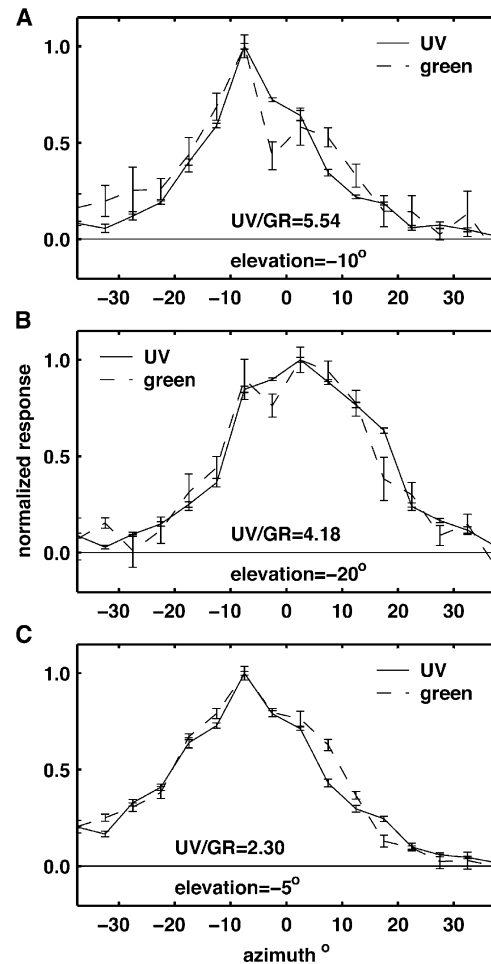 A
UV
green
1.0
0.5
0.0
UV/GR=5.54
elevation=−10°
−30 −20 −10 0 10 20 30
B
UV
green
1.0
0.5
0.0
normalized response
UV/GR=4.18
elevation=−20°
−30 −20 −10 0 10 20 30
C
UV
green
1.0
0.5
0.0
UV/GR=2.30
elevation=−5°
−30 −20 −10 0 10 20 30
azimuth °